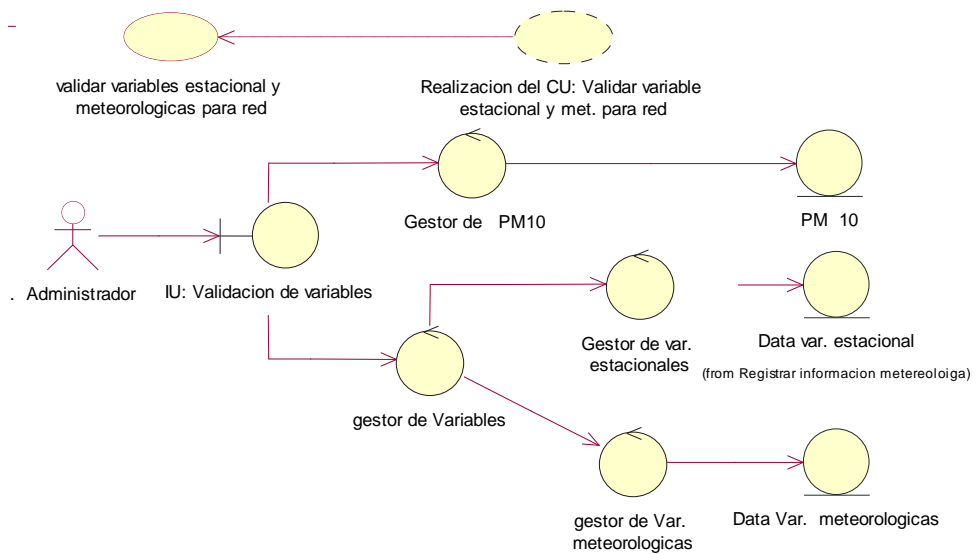 validar variables estacional y
meteorologicas para red
Realizacion del CU: Validar variable
estacional y met. para red
Gestor de PM10
PM 10
. Administrador
IU: Validacion de variables
Gestor de var.
estacionales
Data var. estacional
(from Registrar informacion metereoloiga)
gestor de Variables
gestor de Var.
meteorologicas
Data Var. meteorologicas